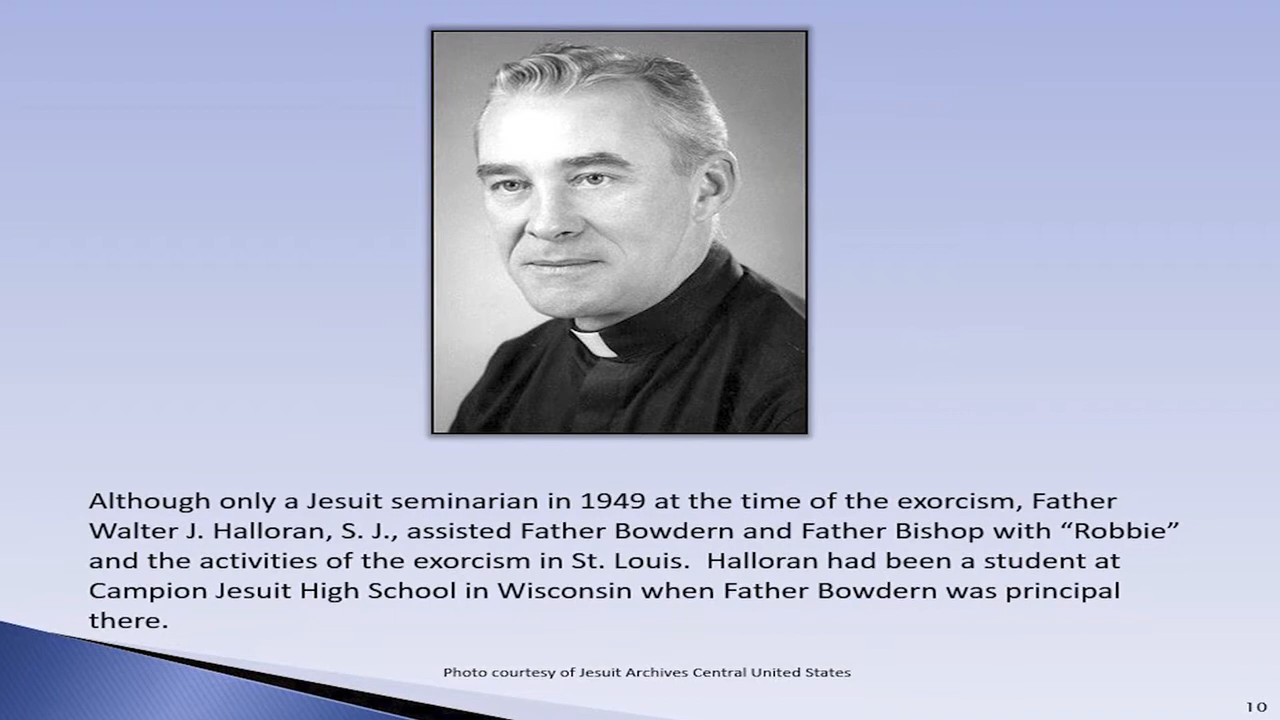 Although only a Jesuit seminarian in 1949 at the time of the exorcism, Father
Walter J. Halloran, S. J., assisted Father Bowdern and Father Bishop with “Robbie”
and the activities of the exorcism in St. Louis.  Halloran had been a student at
Campion Jesuit High School in Wisconsin when Father Bowdern was principal
there.
Photo courtesy of Jesuit Archives Central United States
10